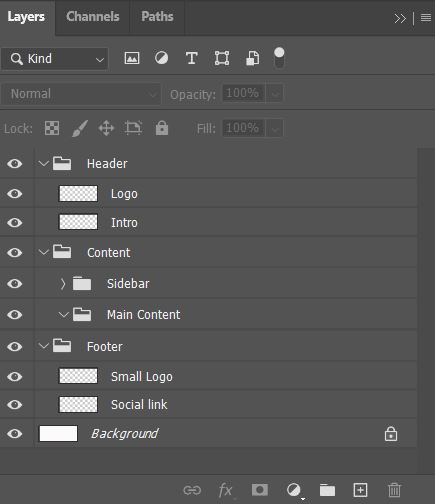 Layers Channels Paths
Kind T
Normal Opacity: 100%
Lock: Fill: 100%
Header
Logo
Intro
Content
Sidebar
Main Content
Footer
Small Logo
Social link
Background
fx